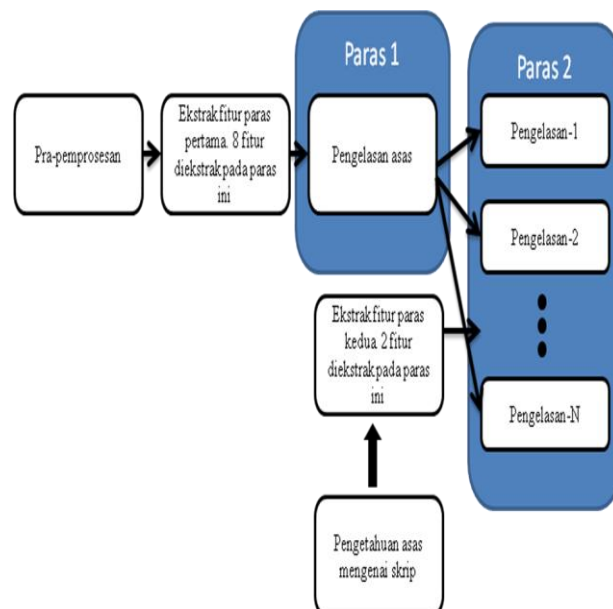 Paras 1
Paras 2
Pra-pemprosesan
Ekstrak fitur paras
pertama. 8 fitur
diekstrak pada paras
ini
Pengelasan asas
Pengelasan-1
Pengelasan-2
Ekstrak fitur paras
kedua. 2 fitur
diekstrak pada paras
ini
Pengelasan-N
Pengetahuan asas
mengenai skrip